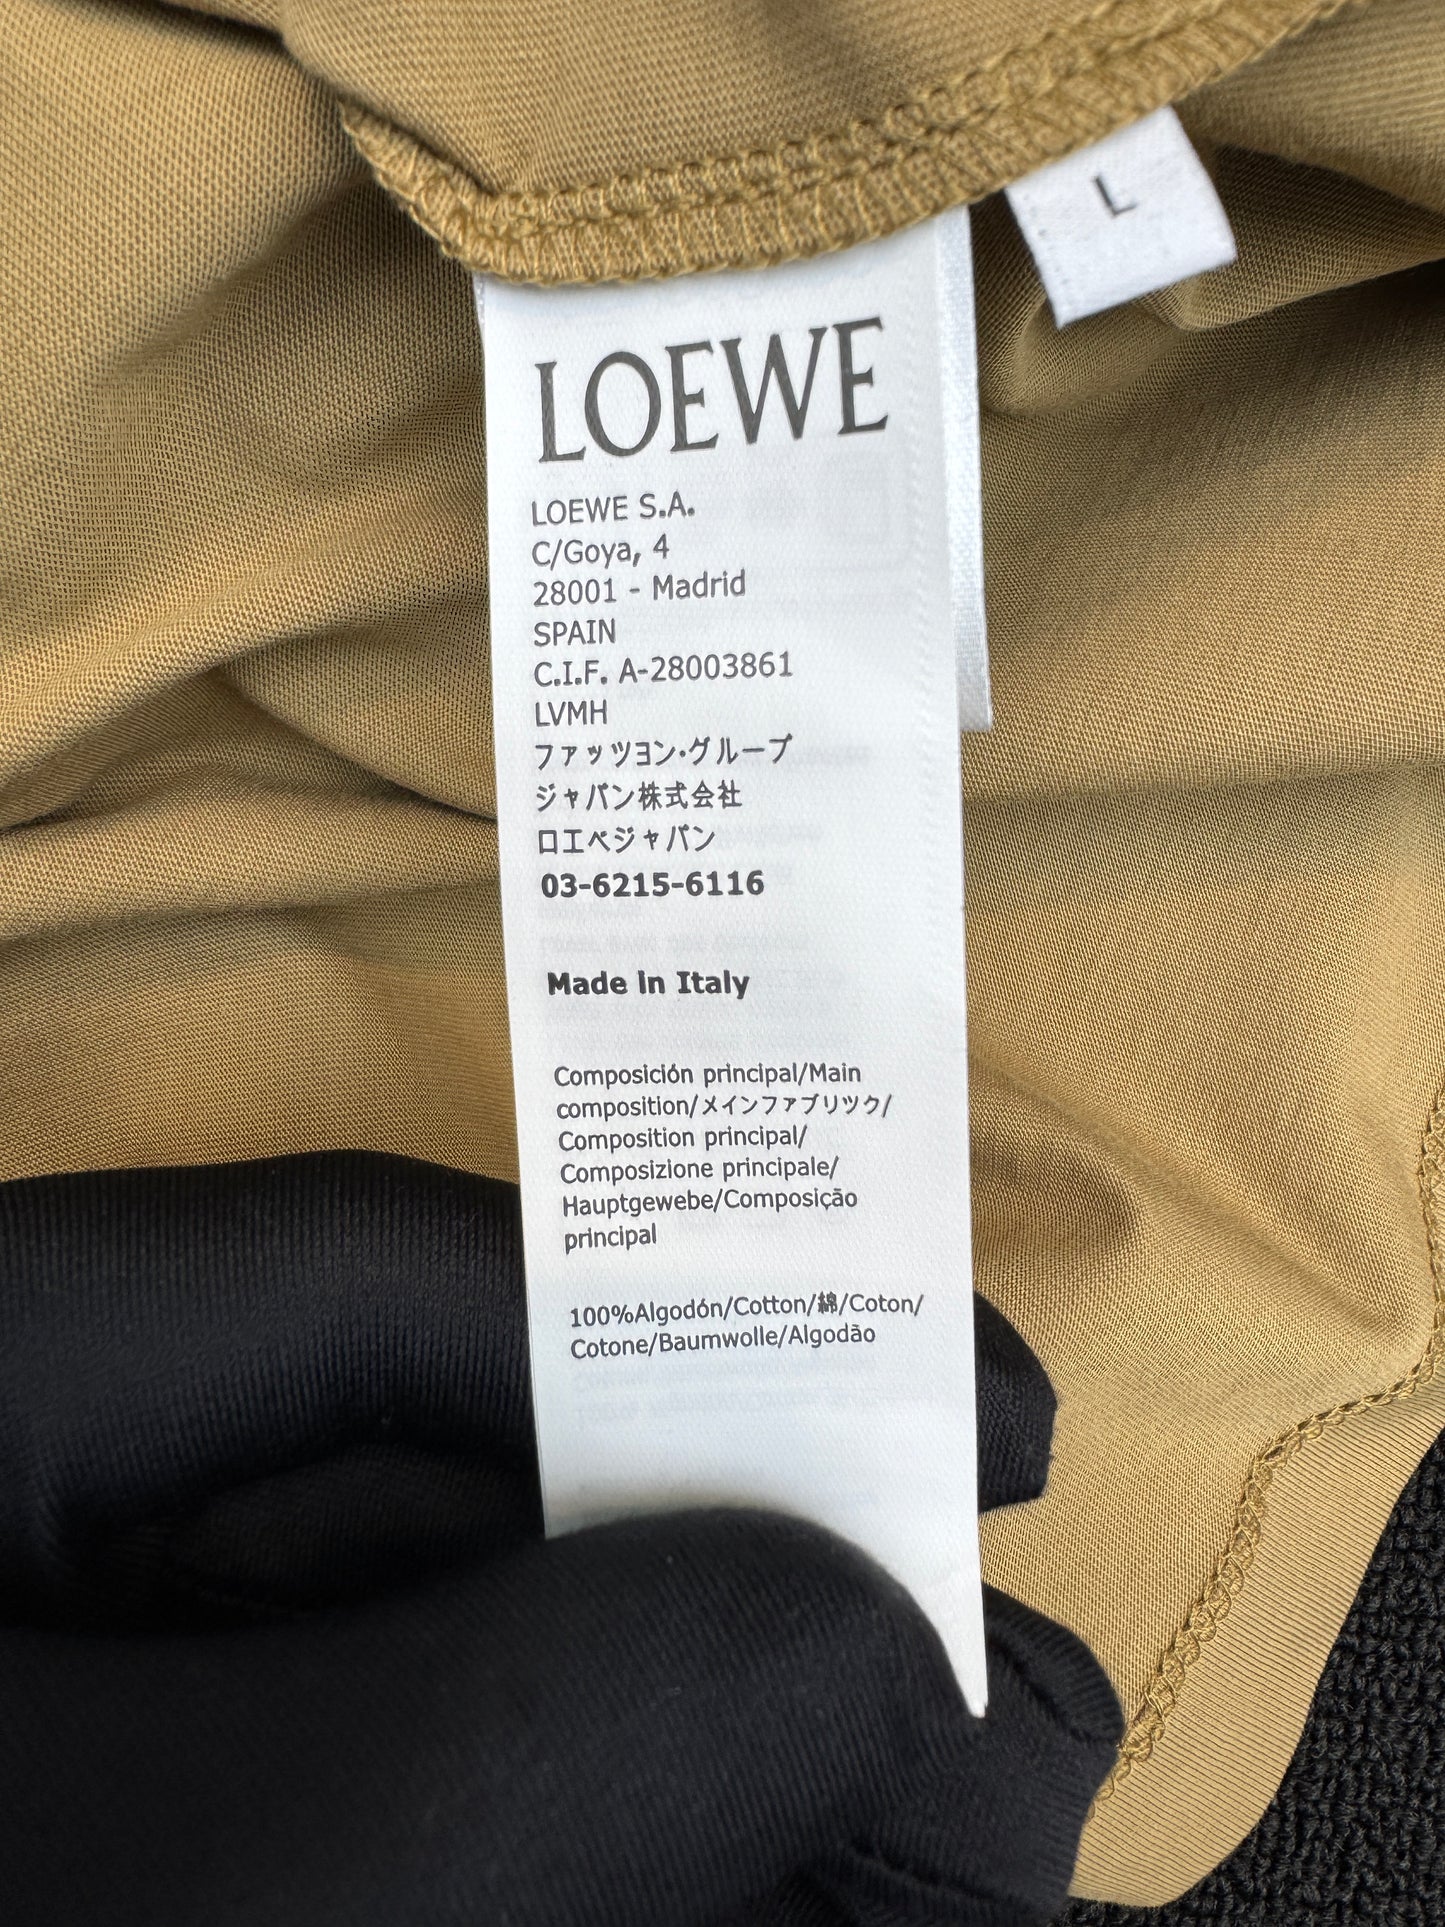 L
LOEWE
LOEWE S.A.
C/Goya, 4
28001 - Madrid
SPAIN
C.I.F. A-28003861
LVMH
ファッツヨン・グループ
ジャパン株式会社
ロエベジャパン
03-6215-6116
Made in Italy
Composición principal/Main
composition/メインファブリツク/
Composition principal/
Composizione principale/
Hauptgewebe/Composição
principal
100%Algodón/Cotton/綿/Coton/
Cotone/Baumwolle/Algodão